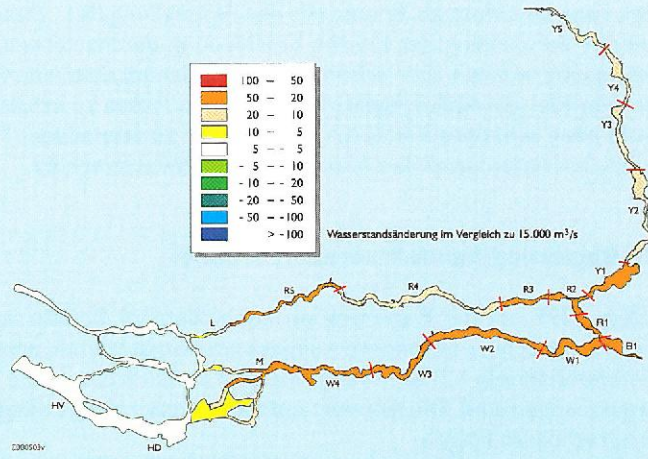 Y5
Y4
Y3
Y2
Y1
100 – 50
50 – 20
20 – 10
10 – 5
5 – - 5
- 5 – - 10
- 10 – - 20
- 20 – - 50
- 50 – - 100
> - 100
Wasserstandsänderung im Vergleich zu 15.000 m³/s
L
R5
R4
R3
R2
R1
B1
M
W4
W3
W2
W1
HV
HD